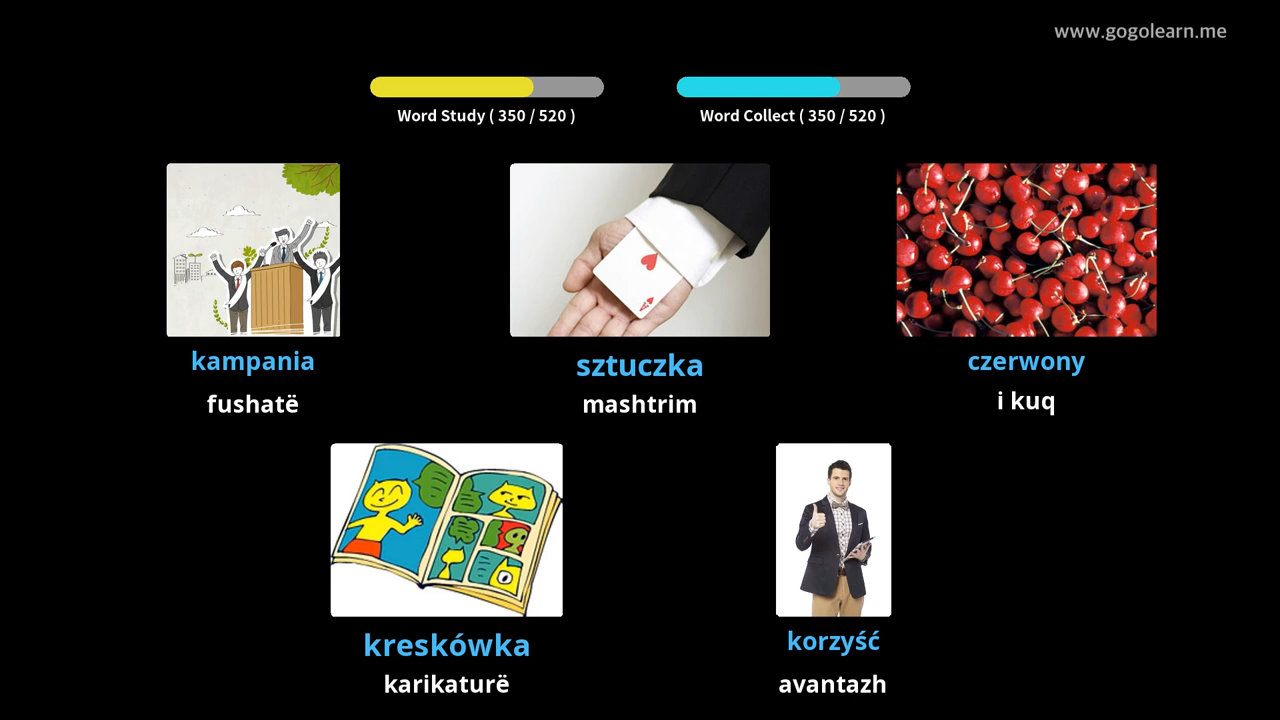 www.gogolearn.me
Word Study ( 350 / 520 )
Word Collect ( 350 / 520 )
kampania
fushatë
sztuczka
mashtrim
czerwony
i kuq
kreskówka
karikaturë
korzyść
avantazh